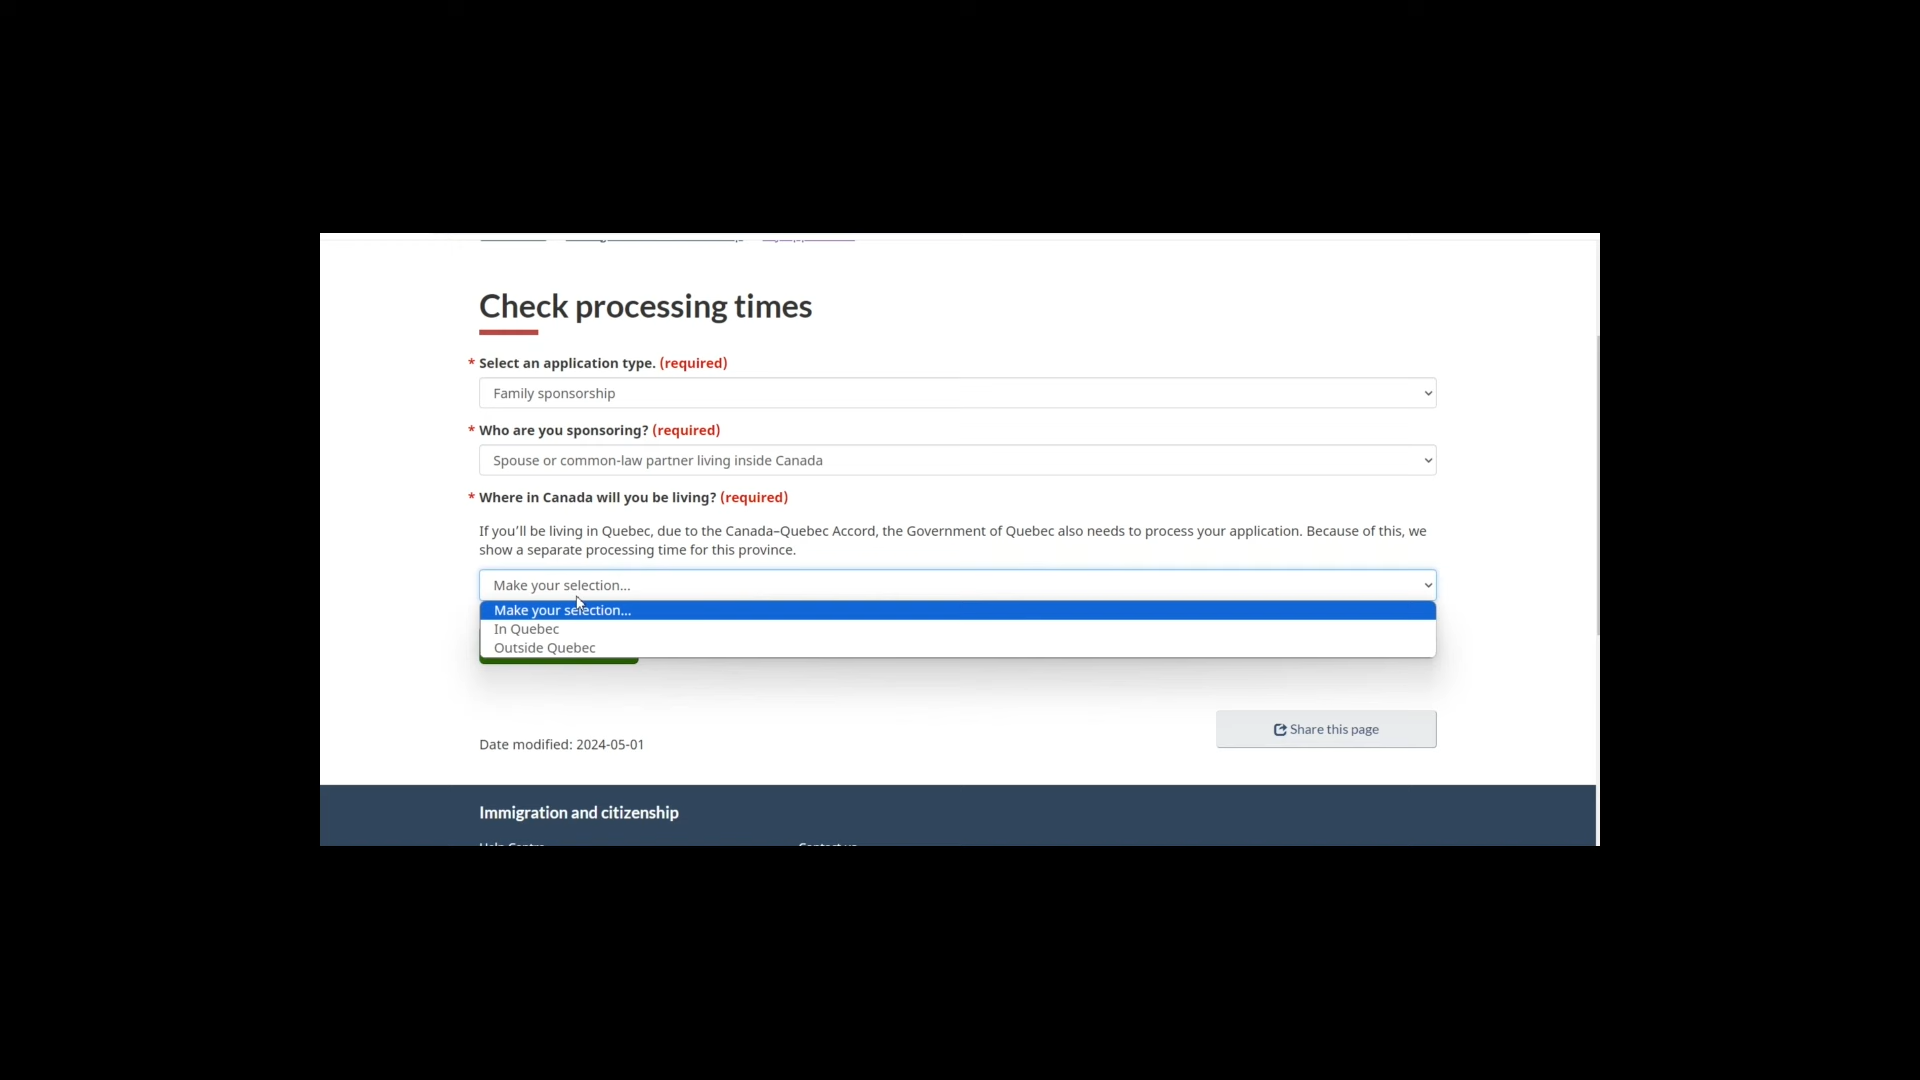 Check processing times
* Select an application type. (required)
Family sponsorship
* Who are you sponsoring? (required)
Spouse or common-law partner living inside Canada
* Where in Canada will you be living? (required)
If you’ll be living in Quebec, due to the Canada–Quebec Accord, the Government of Quebec also needs to process your application. Because of this, we
show a separate processing time for this province.
Make your selection...
Make your selection...
In Quebec
Outside Quebec
Share this page
Date modified: 2024-05-01
Immigration and citizenship
Help Centre
Contact us